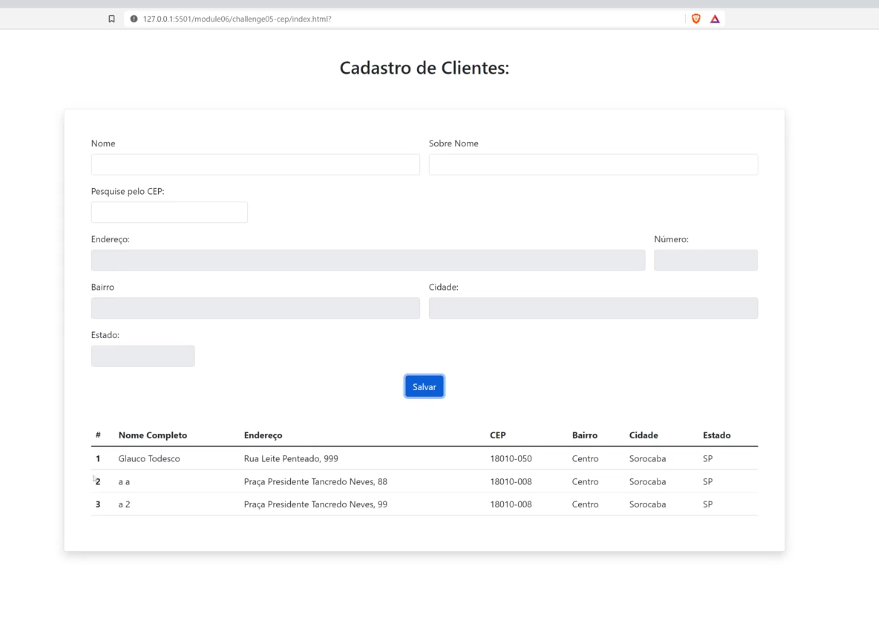 127.0.0.1:5501/module06/challenge05-cep/index.html?
Cadastro de Clientes:
Nome Sobre Nome
Pesquise pelo CEP:
Endereço: Número:
Bairro Cidade:
Estado:
Salvar
# Nome Completo Endereço CEP Bairro Cidade Estado
1 Glauco Todesco Rua Leite Penteado, 999 18010-050 Centro Sorocaba SP
2 a a Praça Presidente Tancredo Neves, 88 18010-008 Centro Sorocaba SP
3 a 2 Praça Presidente Tancredo Neves, 99 18010-008 Centro Sorocaba SP